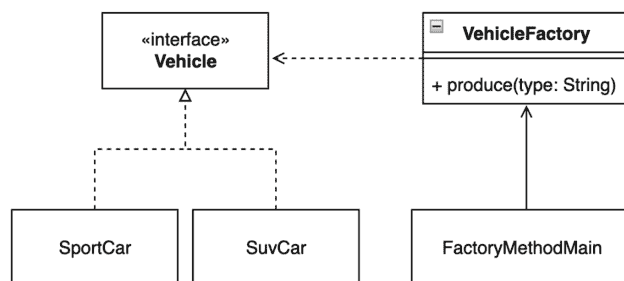 «interface»
Vehicle
VehicleFactory
+ produce(type: String)
SportCar
SuvCar
FactoryMethodMain